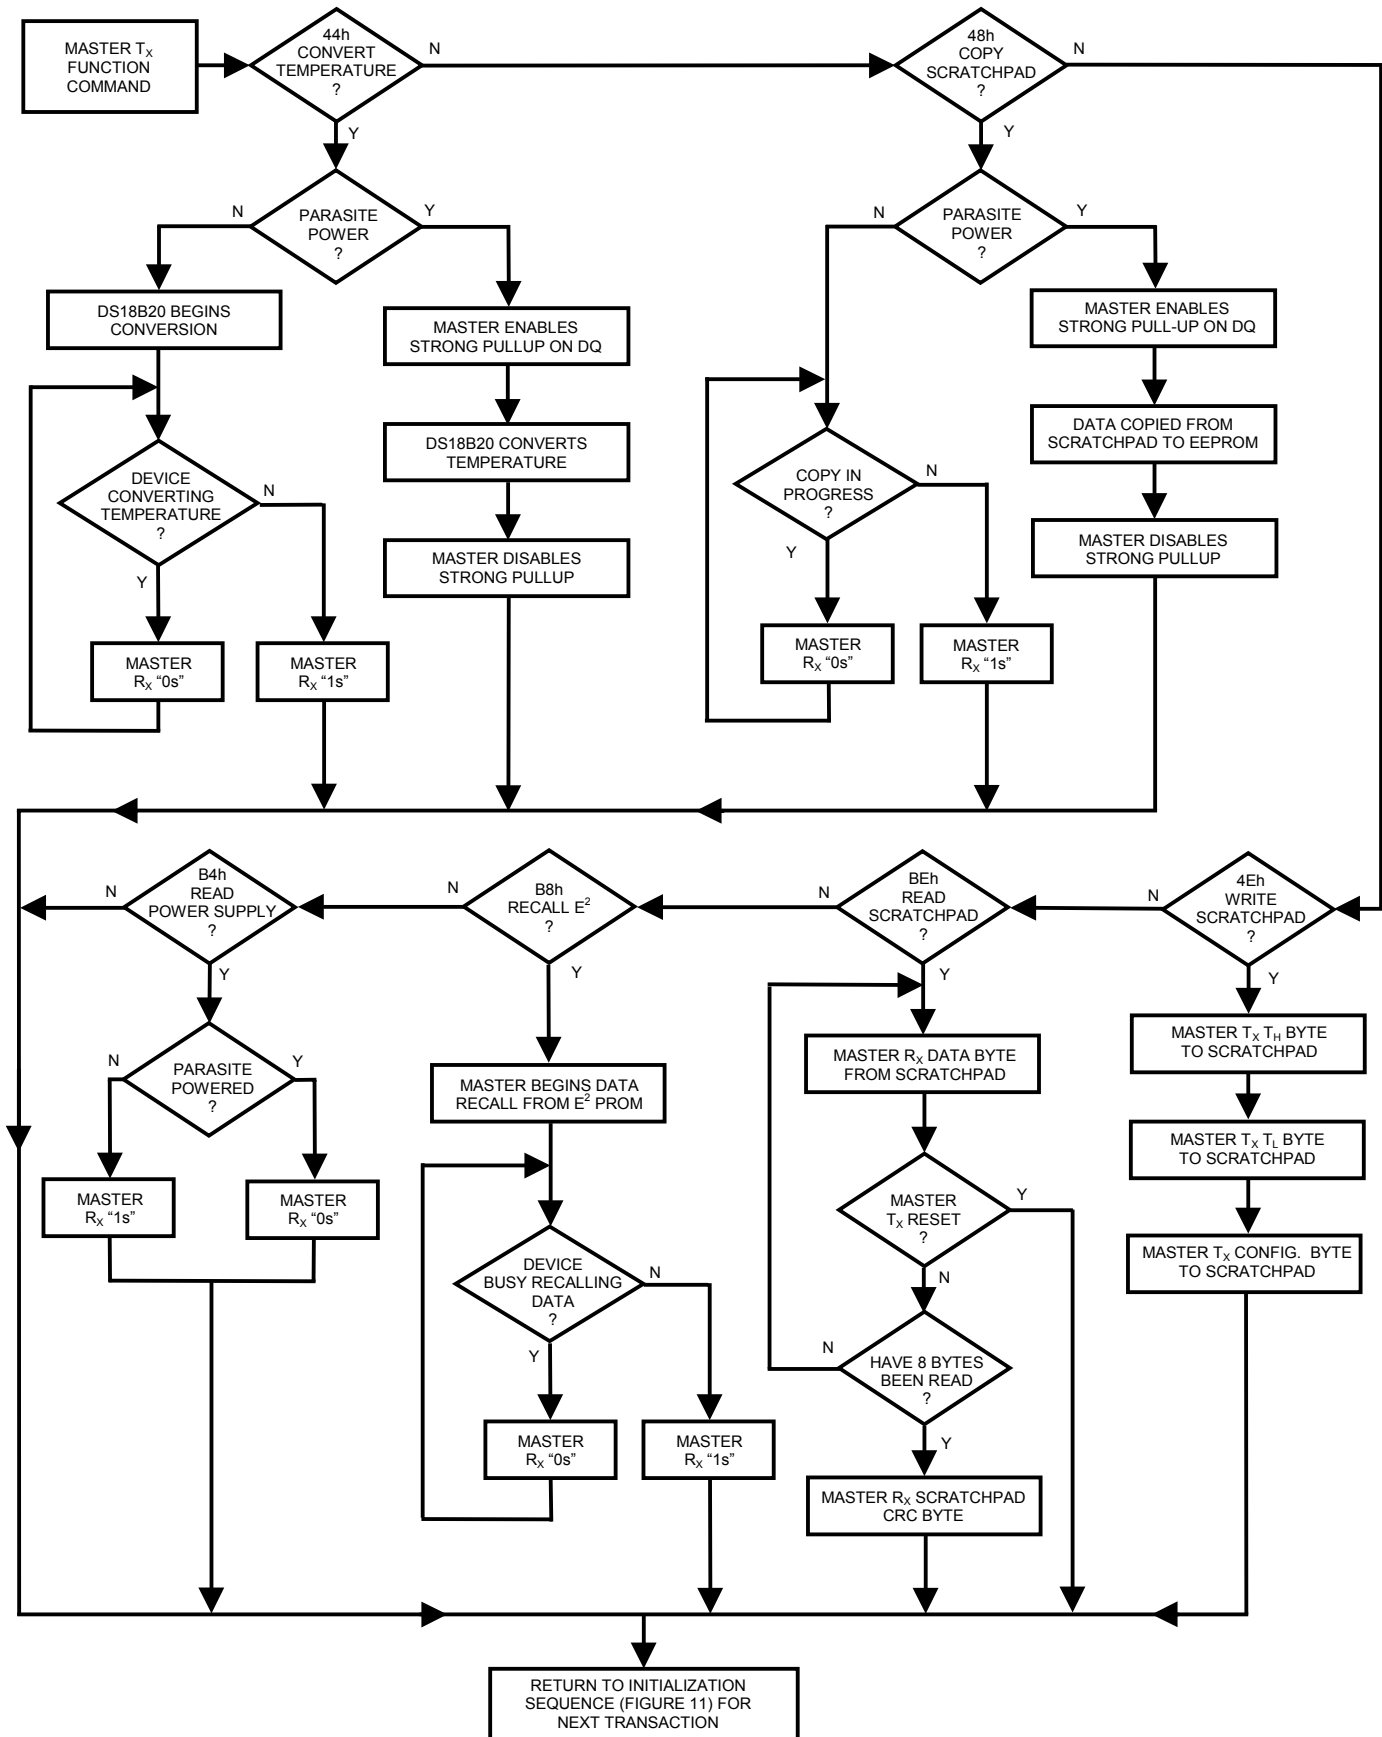 MASTER TX
FUNCTION
COMMAND
44h
CONVERT
TEMPERATURE
?
N
Y
48h
COPY
SCRATCHPAD
?
N
Y
PARASITE
POWER
?
N
Y
DS18B20 BEGINS
CONVERSION
MASTER ENABLES
STRONG PULLUP ON DQ
DS18B20 CONVERTS
TEMPERATURE
MASTER DISABLES
STRONG PULLUP
DEVICE
CONVERTING
TEMPERATURE
?
N
Y
MASTER
RX “0s”
MASTER
RX “1s”
PARASITE
POWER
?
N
Y
MASTER ENABLES
STRONG PULL-UP ON DQ
DATA COPIED FROM
SCRATCHPAD TO EEPROM
MASTER DISABLES
STRONG PULLUP
COPY IN
PROGRESS
?
N
Y
MASTER
RX “0s”
MASTER
RX “1s”
B4h
READ
POWER SUPPLY
?
N
Y
PARASITE
POWERED
?
N
Y
MASTER
RX “1s”
MASTER
RX “0s”
B8h
RECALL E2
?
N
Y
MASTER BEGINS DATA
RECALL FROM E2 PROM
DEVICE
BUSY RECALLING
DATA
?
N
Y
MASTER
RX “0s”
MASTER
RX “1s”
BEh
READ
SCRATCHPAD
?
N
Y
MASTER RX DATA BYTE
FROM SCRATCHPAD
MASTER
TX RESET
?
Y
N
HAVE 8 BYTES
BEEN READ
?
N
Y
MASTER RX SCRATCHPAD
CRC BYTE
4Eh
WRITE
SCRATCHPAD
?
N
Y
MASTER TX TH BYTE
TO SCRATCHPAD
MASTER TX TL BYTE
TO SCRATCHPAD
MASTER TX CONFIG. BYTE
TO SCRATCHPAD
RETURN TO INITIALIZATION
SEQUENCE (FIGURE 11) FOR
NEXT TRANSACTION